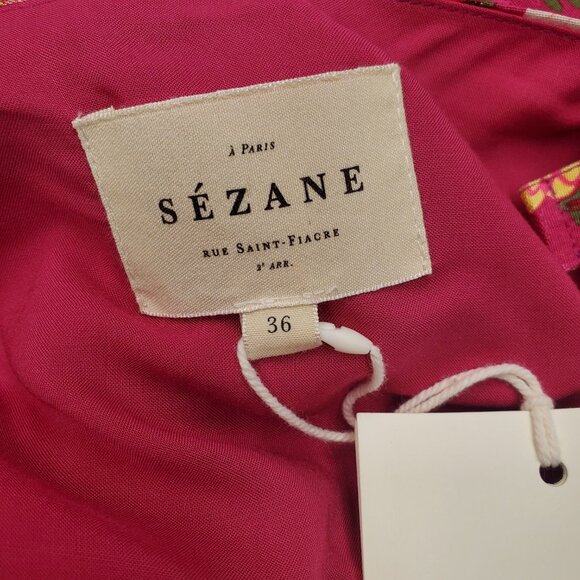 À PARIS
SÉZANE
RUE SAINT-FIACRE
2ᵉ ARR.
36